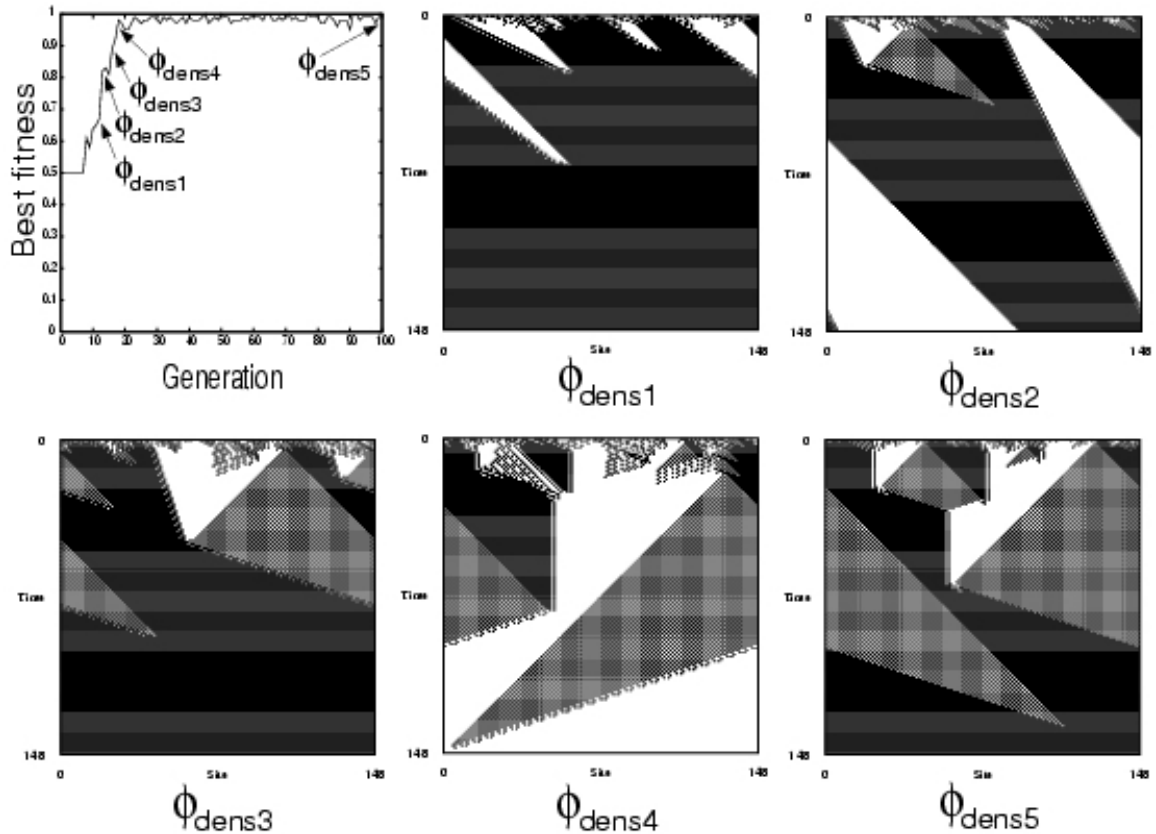 Best fitness
1
0.9
0.8
0.7
0.6
0.5
0.4
0.3
0.2
0.1
0
0 10 20 30 40 50 60 70 80 90 100
Generation
ϕdens4
ϕdens5
ϕdens3
ϕdens2
ϕdens1
0
Time
148
0 Site 148
ϕdens1
0
Time
148
0 Site 148
ϕdens2
0
Time
148
0 Site 148
ϕdens3
0
Time
148
0 Site 148
ϕdens4
0
Time
148
0 Site 148
ϕdens5